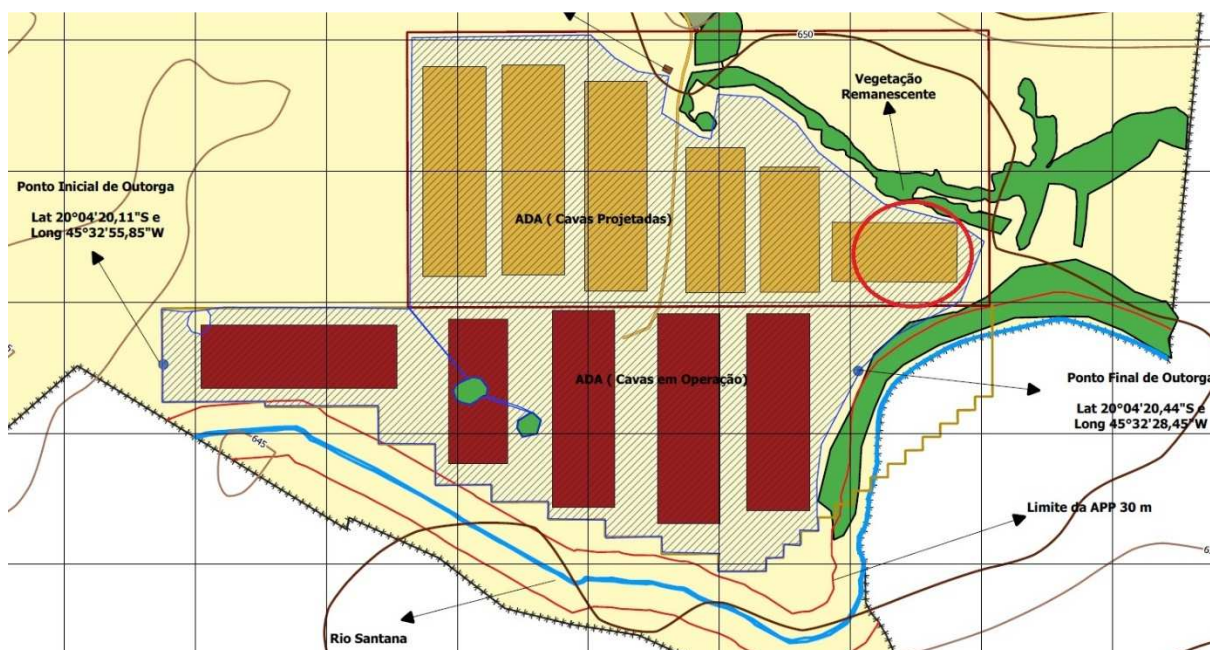 650
Vegetação
Remanescente
Ponto Inicial de Outorga
Lat 20°04'20,11"S e
Long 45°32'55,85"W
ADA ( Cavas Projetadas)
ADA ( Cavas em Operação)
Ponto Final de Outorga
Lat 20°04'20,44"S e
Long 45°32'28,45"W
645
Limite da APP 30 m
Rio Santana